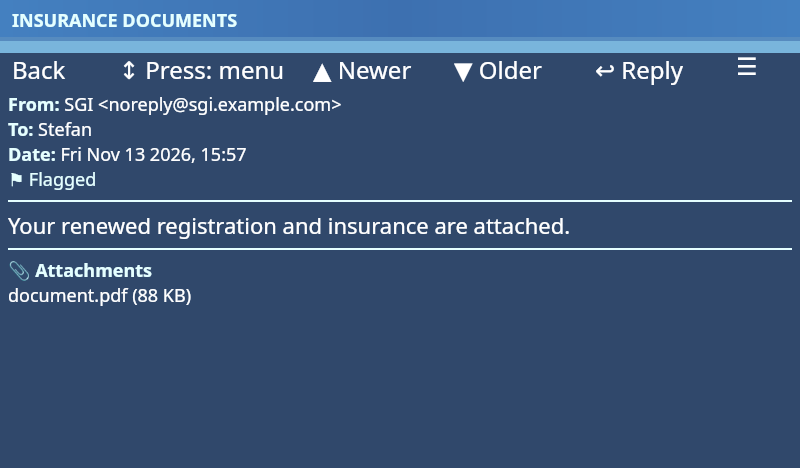 INSURANCE DOCUMENTS
Back ↕ Press: menu ▲ Newer ▼ Older ↩ Reply ☰
From: SGI <noreply@sgi.example.com>
To: Stefan
Date: Fri Nov 13 2026, 15:57
⚑ Flagged
Your renewed registration and insurance are attached.
📎 Attachments
document.pdf (88 KB)